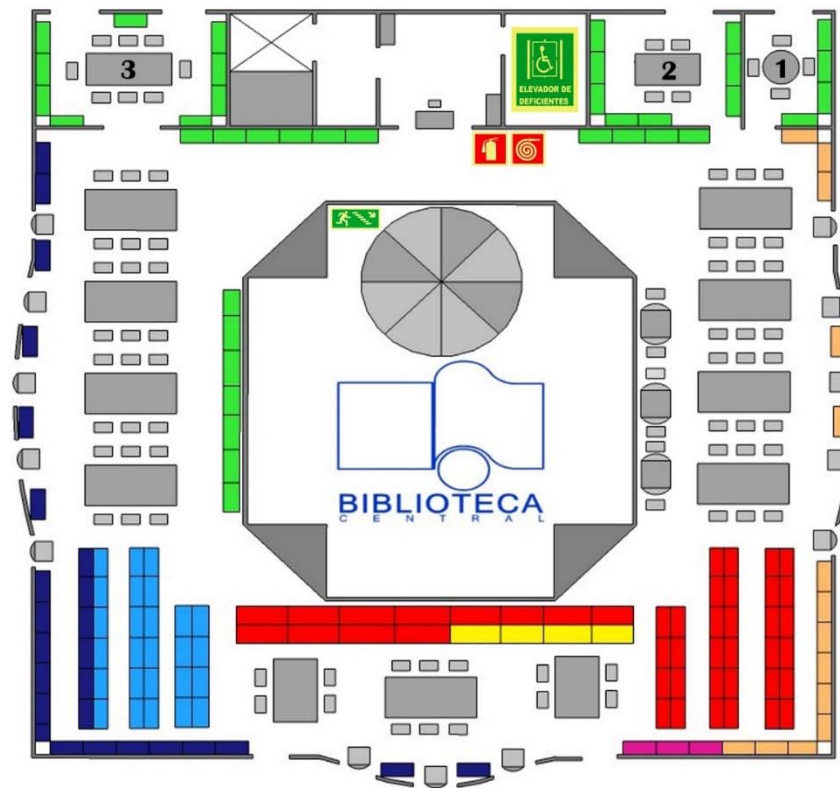 3
2
1
ELEVADOR DE
DEFICIENTES
BIBLIOTECA
CENTRAL